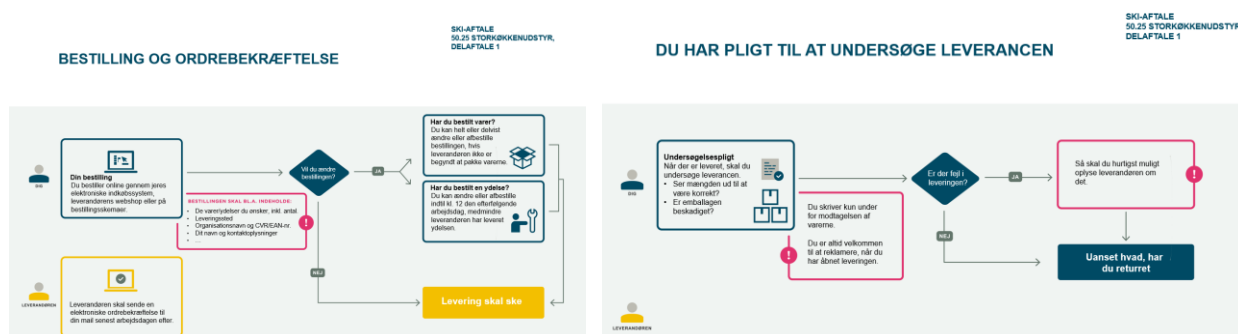 SKI-AFTALE
50.25 STORKØKKENUDSTYR,
DELAFTALE 1
BESTILLING OG ORDREBEKRÆFTELSE
DIG
Din bestilling
Du bestiller online gennem jeres
elektroniske indkøbssystem,
leverandørens webshop eller på
bestillingsskemaer.
BESTILLINGEN SKAL BL.A. INDEHOLDE:
• De varer/ydelser du ønsker, inkl. antal.
• Leveringssted
• Organisationsnavn og CVR/EAN-nr.
• Dit navn og kontaktoplysninger
• ...
!
Vil du ændre
bestillingen?
JA
NEJ
Har du bestilt varer?
Du kan helt eller delvist
ændre eller afbestille
bestillingen, hvis
leverandøren ikke er
begyndt at pakke varerne.
Har du bestilt en ydelse?
Du kan ændre eller afbestille
indtil kl. 12 den efterfølgende
arbejdsdag, medmindre
leverandøren har leveret
ydelsen.
LEVERANDØREN
Leverandøren skal sende en
elektroniske ordrebekræftelse til
din mail senest arbejdsdagen efter.
Levering skal ske
SKI-AFTALE
50.25 STORKØKKENUDSTYR,
DELAFTALE 1
DU HAR PLIGT TIL AT UNDERSØGE LEVERANCEN
DIG
Undersøgelsespligt
Når der er leveret, skal du
undersøge leverancen.
• Ser mængden ud til at
være korrekt?
• Er emballagen
beskadiget?
Du skriver kun under
for modtagelsen af
varerne.
Du er altid velkommen
til at reklamere, når du
har åbnet leveringen.
!
Er der fejl i
leveringen?
JA
NEJ
Så skal du hurtigst muligt
oplyse leverandøren om
det.
!
Uanset hvad, har
du returret
LEVERANDØREN